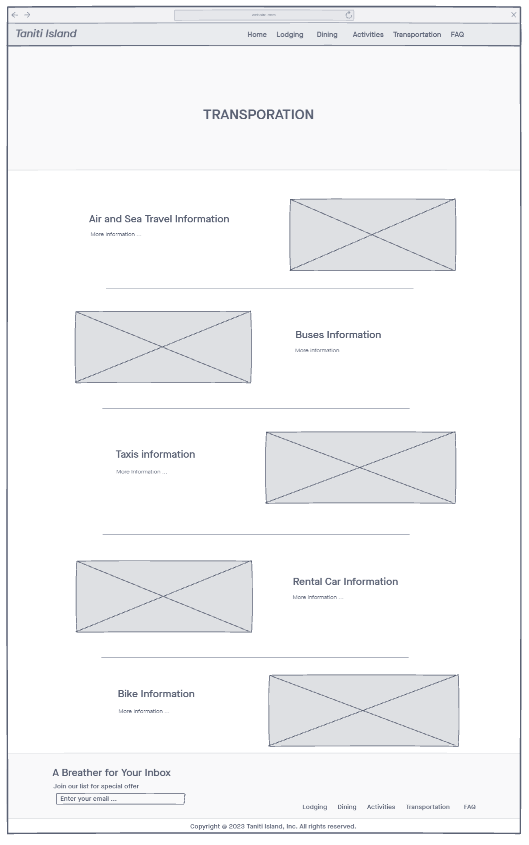 Taniti Island
Home Lodging Dining Activities Transportation FAQ
TRANSPORATION
Air and Sea Travel Information
More information ...
Buses Information
More information
Taxis information
More information ...
Rental Car Information
More information ...
Bike Information
More information ...
A Breather for Your Inbox
Join our list for special offer
Enter your email ...
Lodging Dining Activities Transportation FAQ
Copyright @ 2023 Taniti Island, Inc. All rights reserved.